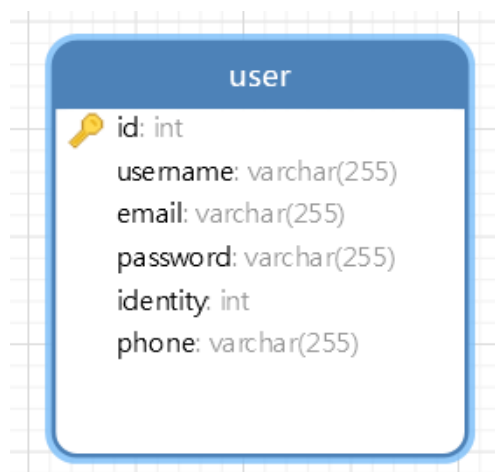 user
id: int
username: varchar(255)
email: varchar(255)
password: varchar(255)
identity: int
phone: varchar(255)